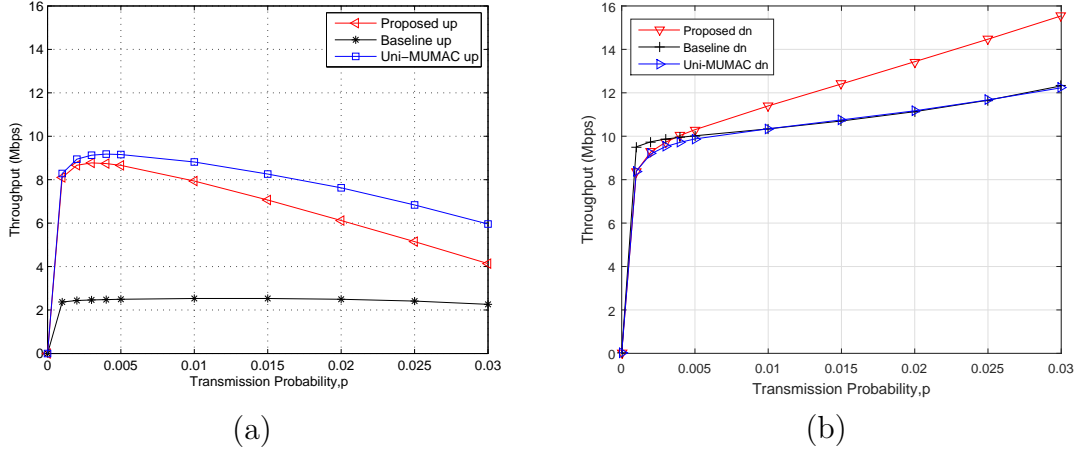 Proposed up
Baseline up
Uni−MUMAC up
Throughput (Mbps)
16
14
12
10
8
6
4
2
0
0
0.005
0.01
0.015
0.02
0.025
0.03
Transmission Probability,p
(a)
Proposed dn
Baseline dn
Uni-MUMAC dn
Throughput (Mbps)
16
14
12
10
8
6
4
2
0
0
0.005
0.01
0.015
0.02
0.025
0.03
Transmission Probability,p
(b)